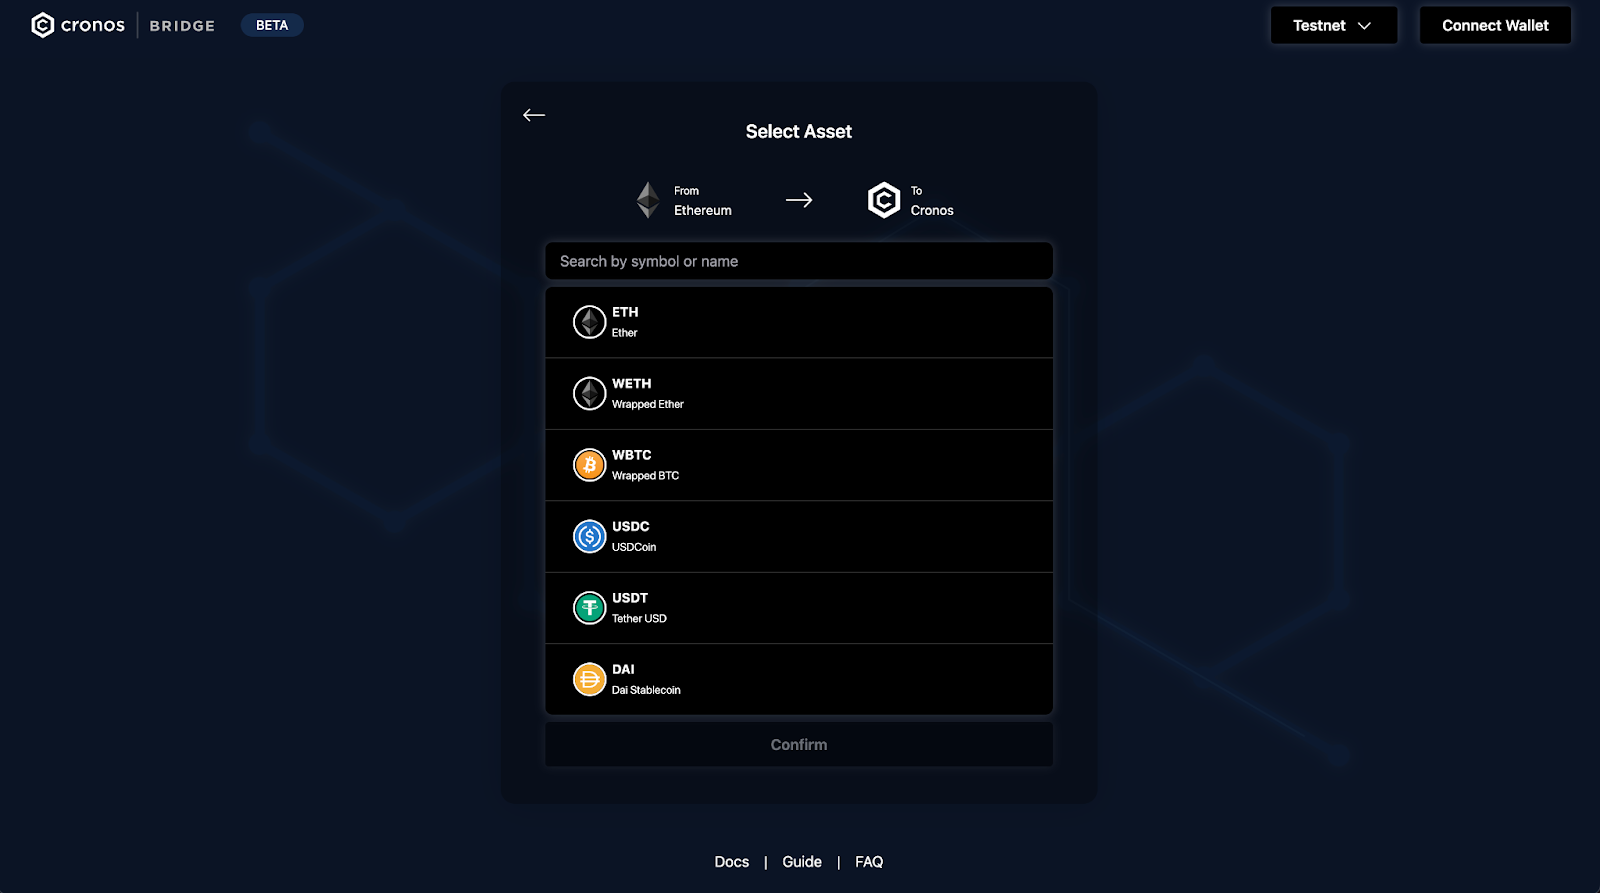 cronos | BRIDGE BETA Testnet Connect Wallet
Select Asset
From
Ethereum
To
Cronos
Search by symbol or name
ETH
Ether
WETH
Wrapped Ether
WBTC
Wrapped BTC
USDC
USDCoin
USDT
Tether USD
DAI
Dai Stablecoin
Confirm
Docs | Guide | FAQ